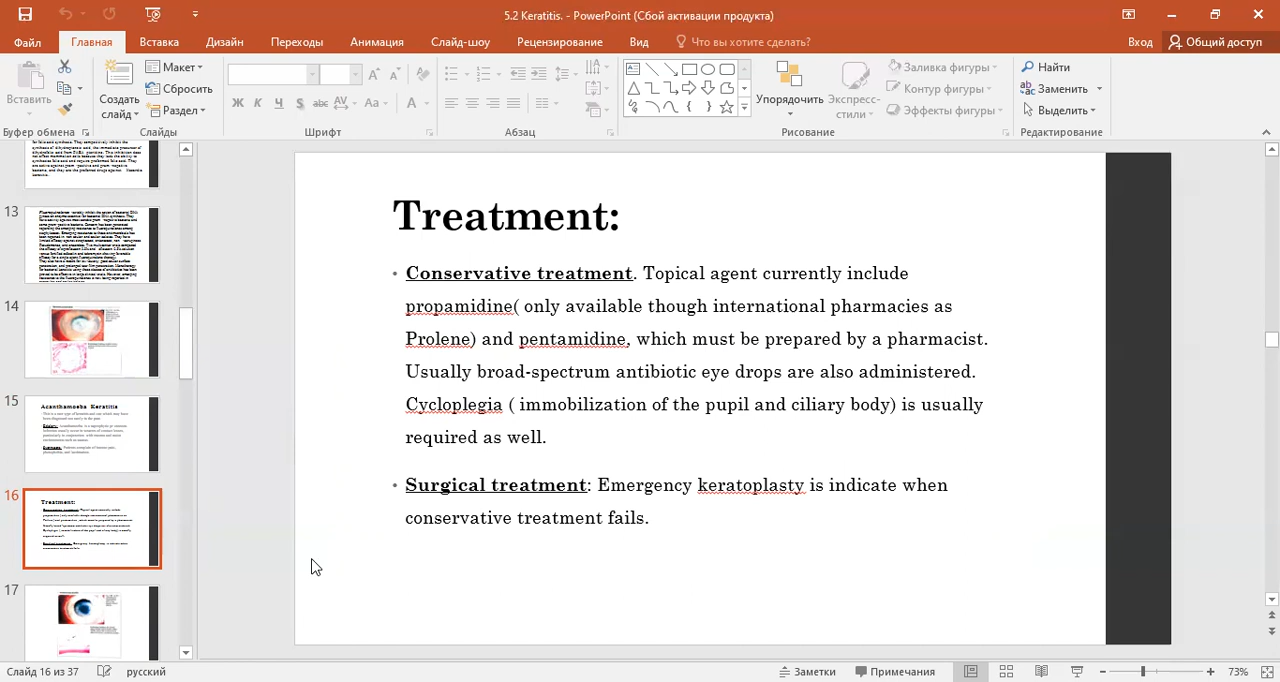 5.2 Keratitis. - PowerPoint (Сбой активации продукта)
Файл Главная Вставка Дизайн Переходы Анимация Слайд-шоу Рецензирование Вид Что вы хотите сделать? Вход Общий доступ
Вставить
Создать слайд
Макет
Сбросить
Раздел
Ж К Ч S abc AV Aa A
Упорядочить
Экспресс-стили
Заливка фигуры
Контур фигуры
Эффекты фигуры
Найти
Заменить
Выделить
Буфер обмена Слайды Шрифт Абзац Рисование Редактирование
13
14
15
Acanthamoeba Keratitis
16
Treatment:
17
Treatment:
• Conservative treatment. Topical agent currently include
propamidine( only available though international pharmacies as
Prolene) and pentamidine, which must be prepared by a pharmacist.
Usually broad-spectrum antibiotic eye drops are also administered.
Cycloplegia ( immobilization of the pupil and ciliary body) is usually
required as well.
• Surgical treatment: Emergency keratoplasty is indicate when
conservative treatment fails.
Слайд 16 из 37 русский Заметки Примечания 73%